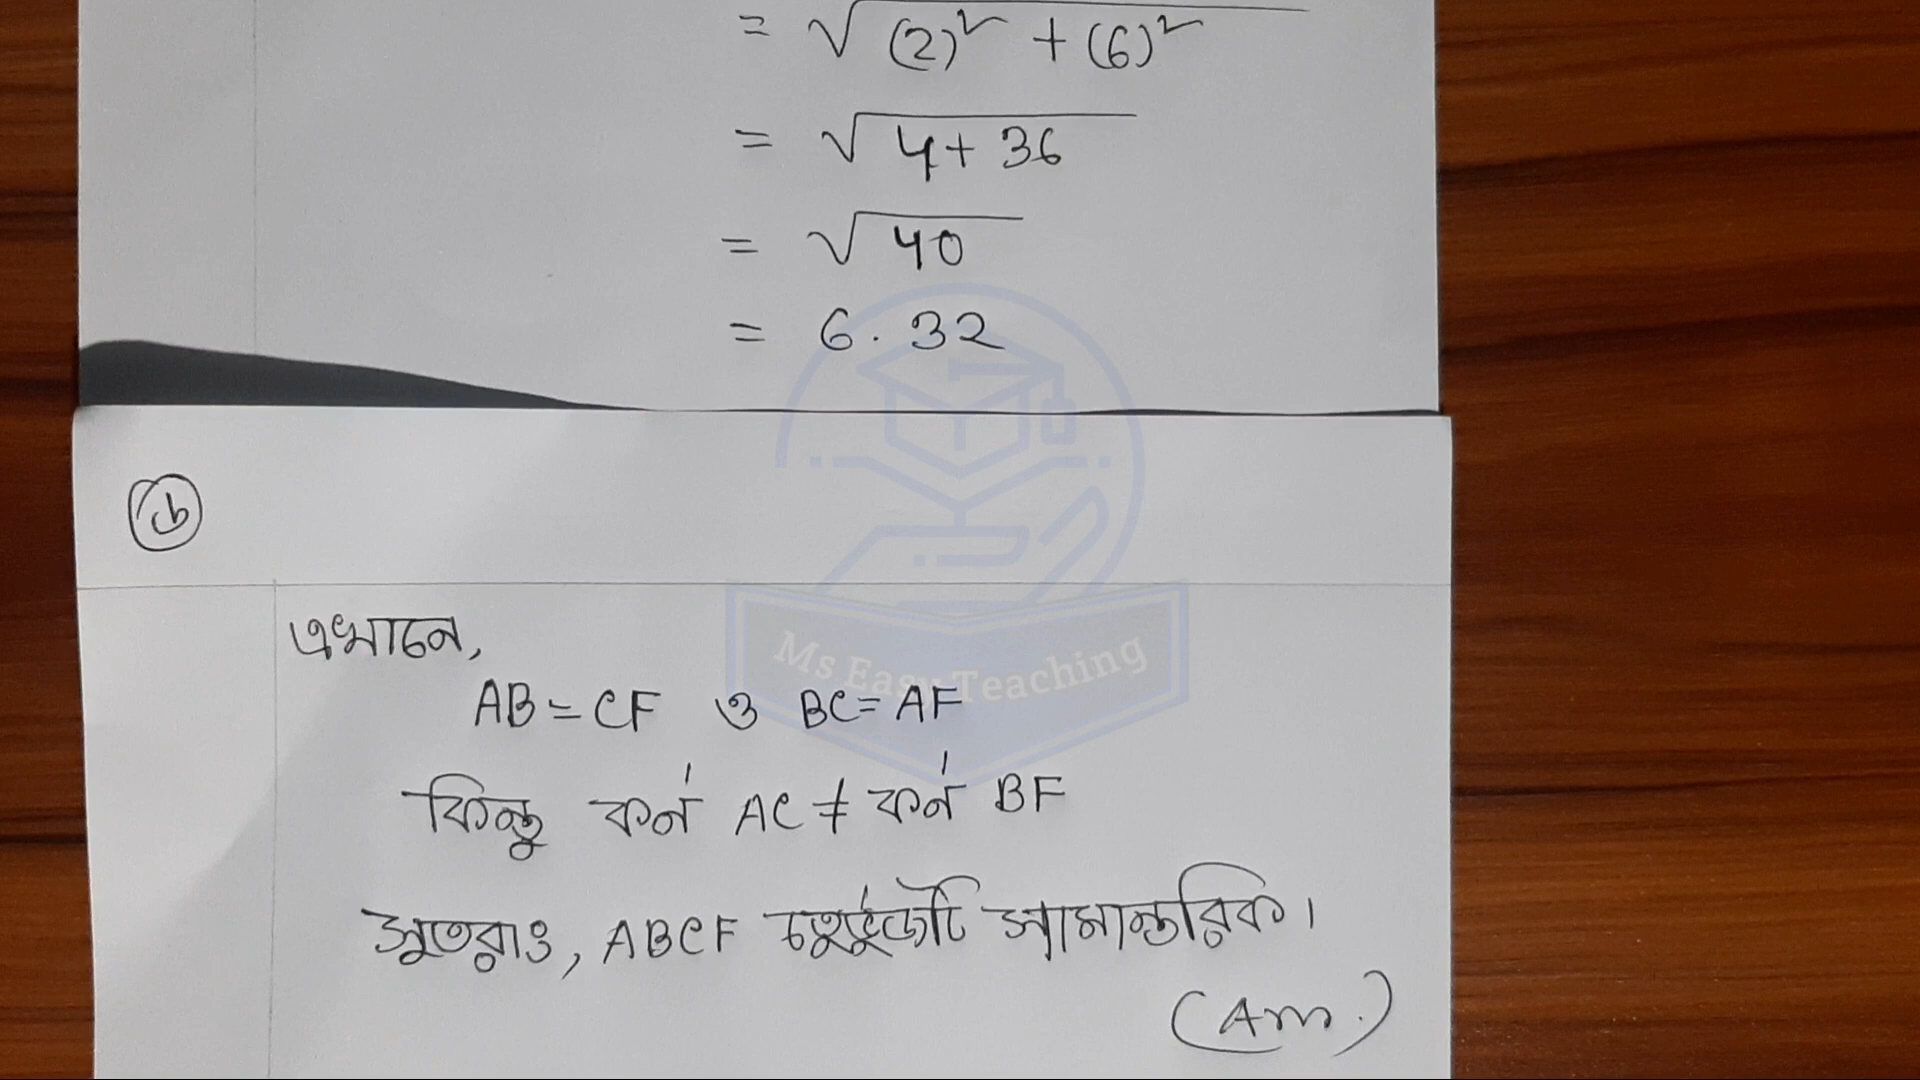 = √(2)² + (6)²
= √4 + 36
= √40
= 6.32
Ms Easy Teaching
এখানে,
AB = CF ও BC = AF
কিন্তু কর্ন AC ≠ কর্ন BF
সুতরাং, ABCF চতুর্ভুজটি সামান্তরিক।